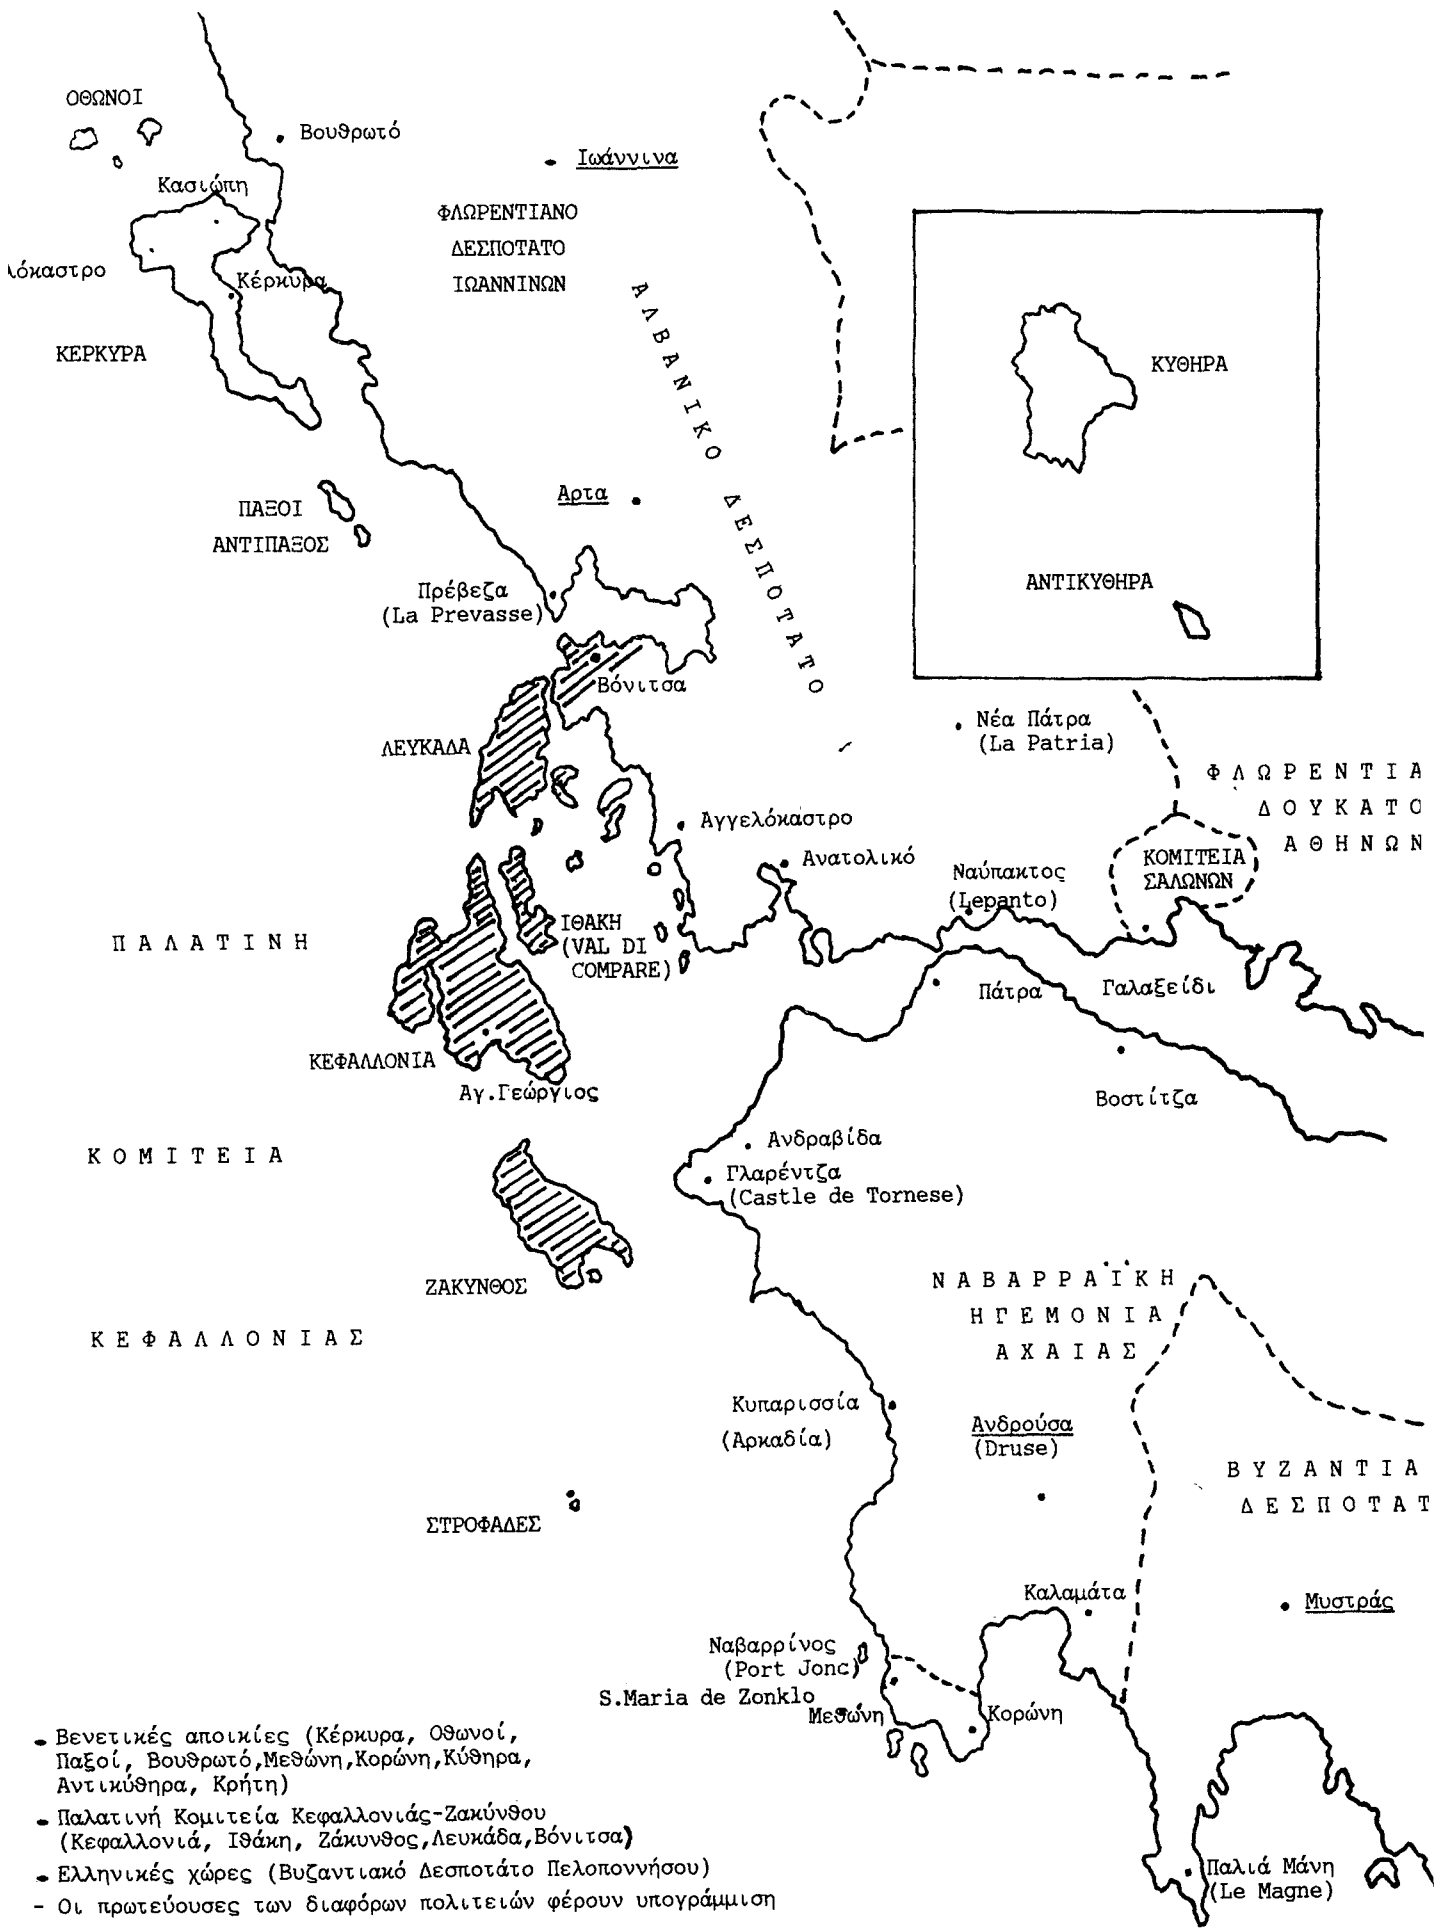 ΟΘΩΝΟΙ
Βουθρωτό
Ιωάννινα
Κασιώπη
ΦΛΩΡΕΝΤΙΑΝΟ
ΔΕΣΠΟΤΑΤΟ
ΙΩΑΝΝΙΝΩΝ
λόκαστρο
Κέρκυρα
ΚΕΡΚΥΡΑ
ΑΛΒΑΝΙΚΟ ΔΕΣΠΟΤΑΤΟ
ΚΥΘΗΡΑ
ΑΝΤΙΚΥΘΗΡΑ
Αρτα
ΠΑΞΟΙ
ΑΝΤΙΠΑΞΟΣ
Πρέβεζα
(La Prevasse)
Βόνιτσα
ΛΕΥΚΑΔΑ
Νέα Πάτρα
(La Patria)
ΦΛΩΡΕΝΤΙΑ
ΔΟΥΚΑΤΟ
ΑΘΗΝΩΝ
Αγγελόκαστρο
Ανατολικό
Ναύπακτος
(Lepanto)
ΚΟΜΙΤΕΙΑ
ΣΑΛΩΝΩΝ
ΙΘΑΚΗ
(VAL DI
COMPARE)
ΠΑΛΑΤΙΝΗ
Πάτρα
Γαλαξείδι
ΚΕΦΑΛΛΟΝΙΑ
Αγ.Γεώργιος
Βοστίτζα
ΚΟΜΙΤΕΙΑ
Ανδραβίδα
Γλαρέντζα
(Castle de Tornese)
ΖΑΚΥΝΘΟΣ
ΚΕΦΑΛΛΟΝΙΑΣ
ΝΑΒΑΡΡΑΪΚΗ
ΗΓΕΜΟΝΙΑ
ΑΧΑΙΑΣ
Κυπαρισσία
(Αρκαδία)
Ανδρούσα
(Druse)
ΒΥΖΑΝΤΙΑ
ΔΕΣΠΟΤΑΤ
ΣΤΡΟΦΑΔΕΣ
Καλαμάτα
Μυστράς
Ναβαρρίνος
(Port Jonc)
S.Maria de Zonklo
Μεθώνη
Κορώνη
- Βενετικές αποικίες (Κέρκυρα, Οθωνοί,
Παξοί, Βουθρωτό,Μεθώνη,Κορώνη,Κύθηρα,
Αντικύθηρα, Κρήτη)
- Παλατινή Κομιτεία Κεφαλλονιάς-Ζακύνθου
(Κεφαλλονιά, Ιθάκη, Ζάκυνθος,Λευκάδα,Βόνιτσα)
- Ελληνικές χώρες (Βυζαντιακό Δεσποτάτο Πελοποννήσου)
- Οι πρωτεύουσες των διαφόρων πολιτειών φέρουν υπογράμμιση
Παλιά Μάνη
(Le Magne)